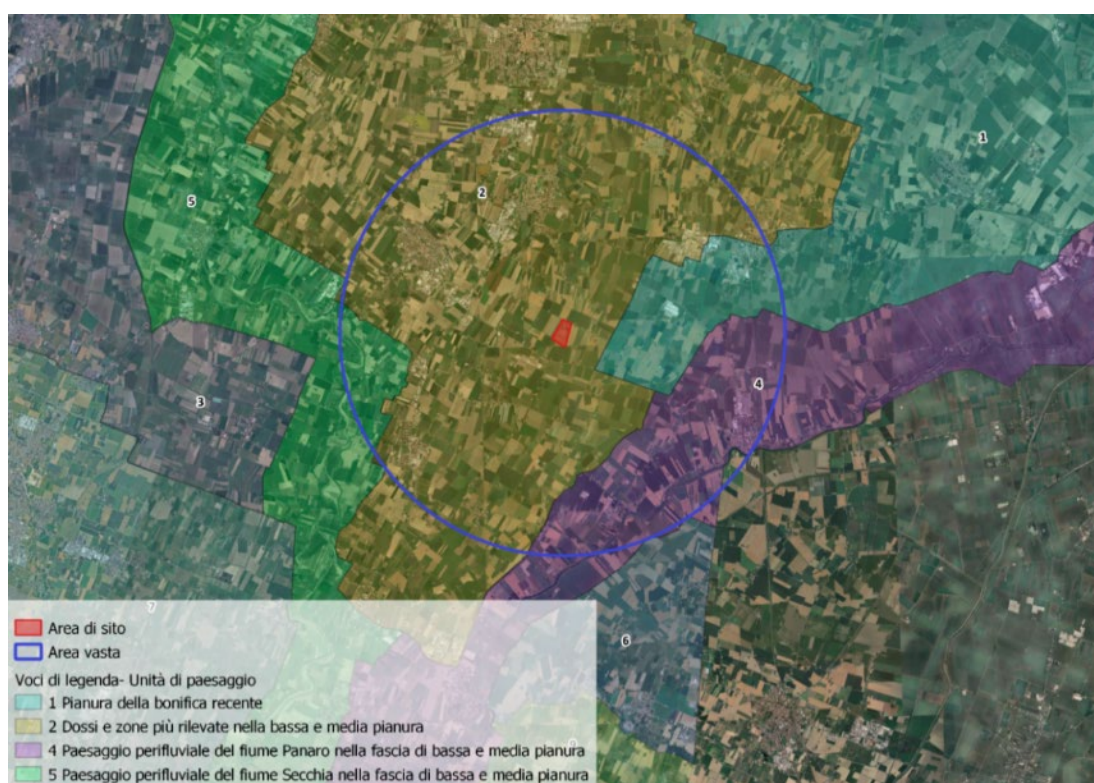 1
2
5
4
3
7
6
Area di sito
Area vasta
Voci di legenda- Unità di paesaggio
1 Pianura della bonifica recente
2 Dossi e zone più rilevate nella bassa e media pianura
4 Paesaggio perifluviale del fiume Panaro nella fascia di bassa e media pianura
5 Paesaggio perifluviale del fiume Secchia nella fascia di bassa e media pianura